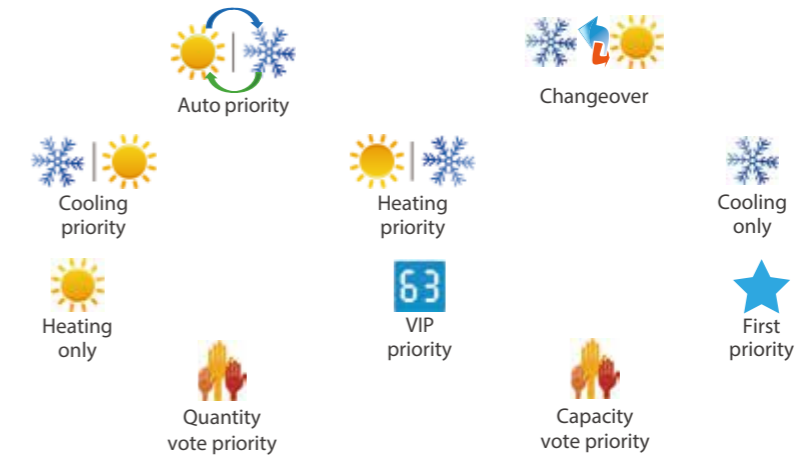 Auto priority
Changeover
Cooling
priority
Heating
priority
Cooling
only
Heating
only
63
VIP
priority
First
priority
Quantity
vote priority
Capacity
vote priority